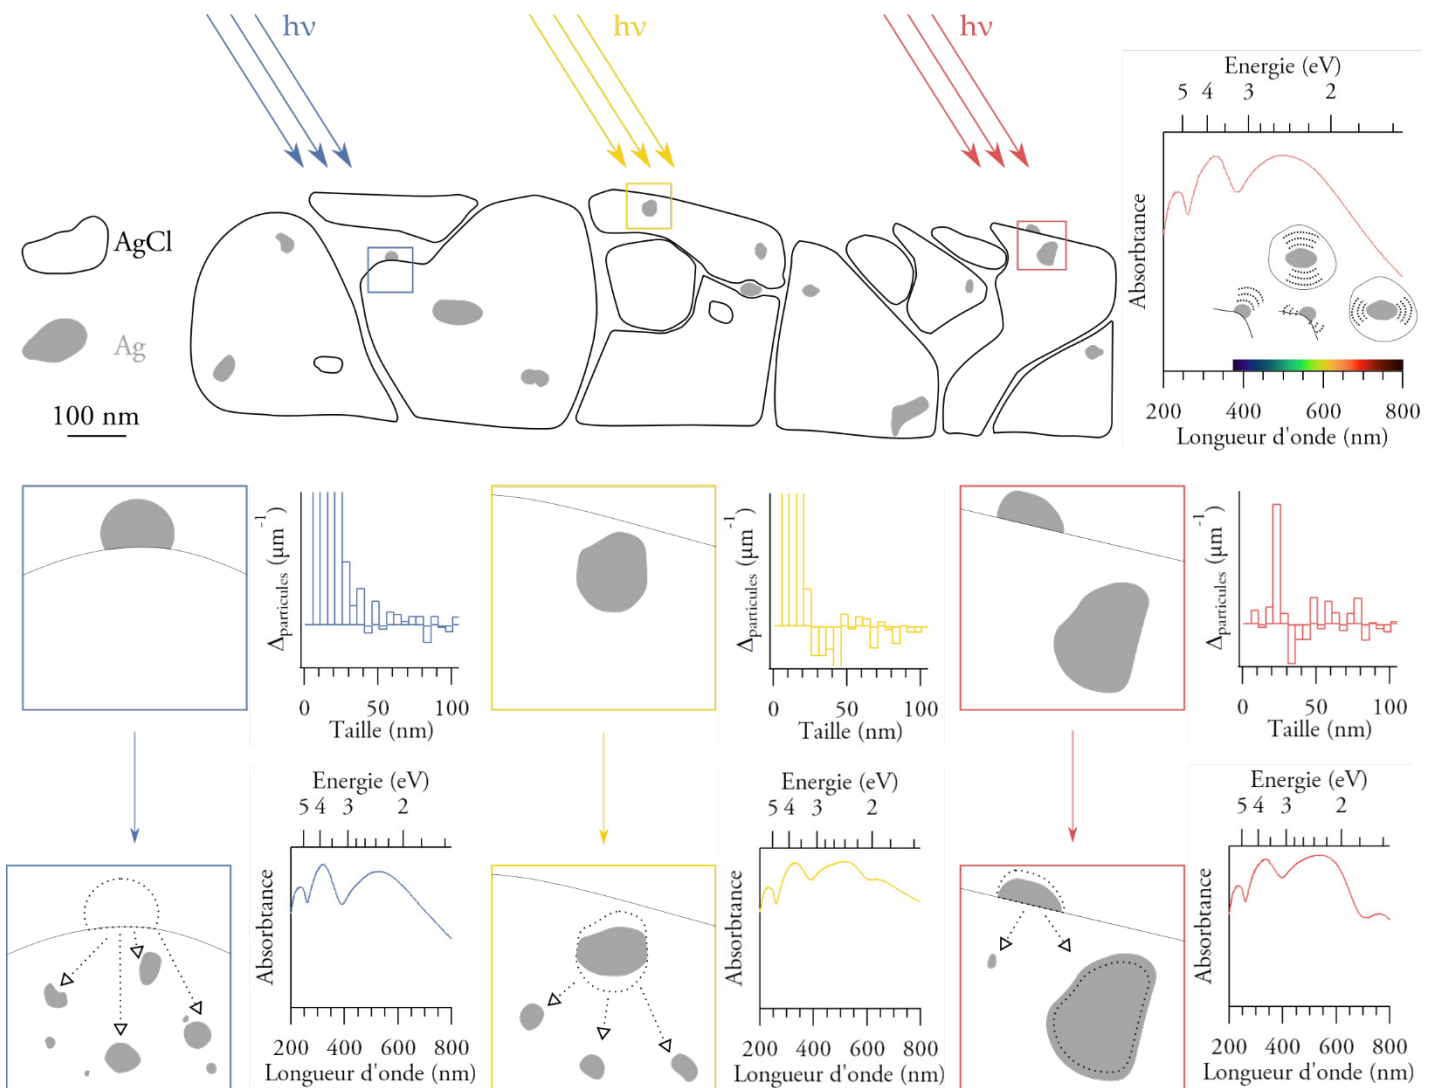 hν
hν
hν
AgCl
Ag
100 nm
Energie (eV)
5 4 3 2
Absorbtance
200 400 600 800
Longueur d'onde (nm)
Δparticules (μm⁻¹)
0 50 100
Taille (nm)
Δparticules (μm⁻¹)
0 50 100
Taille (nm)
Δparticules (μm⁻¹)
0 50 100
Taille (nm)
Energie (eV)
5 4 3 2
Absorbtance
200 400 600 800
Longueur d'onde (nm)
Energie (eV)
5 4 3 2
Absorbtance
200 400 600 800
Longueur d'onde (nm)
Energie (eV)
5 4 3 2
Absorbtance
200 400 600 800
Longueur d'onde (nm)